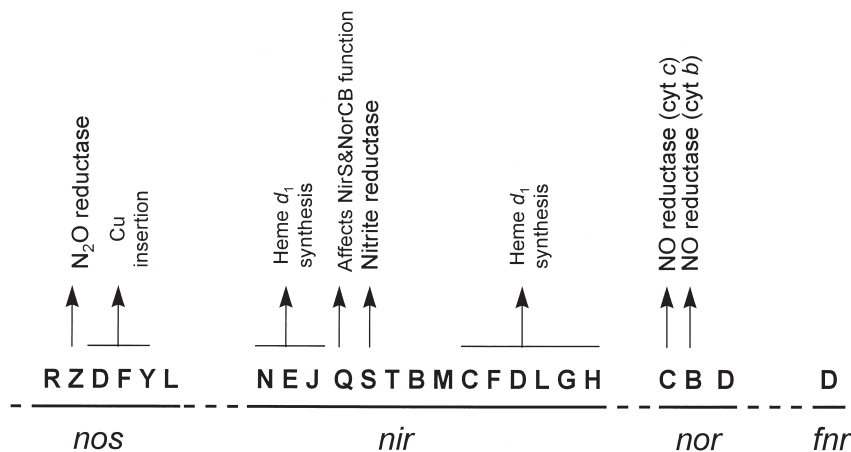 N2O reductase
Cu
insertion
Heme d1
synthesis
Affects NirS&NorCB function
Nitrite reductase
Heme d1
synthesis
NO reductase (cyt c)
NO reductase (cyt b)
R Z D F Y L N E J Q S T B M C F D L G H C B D D
nos nir nor fnr